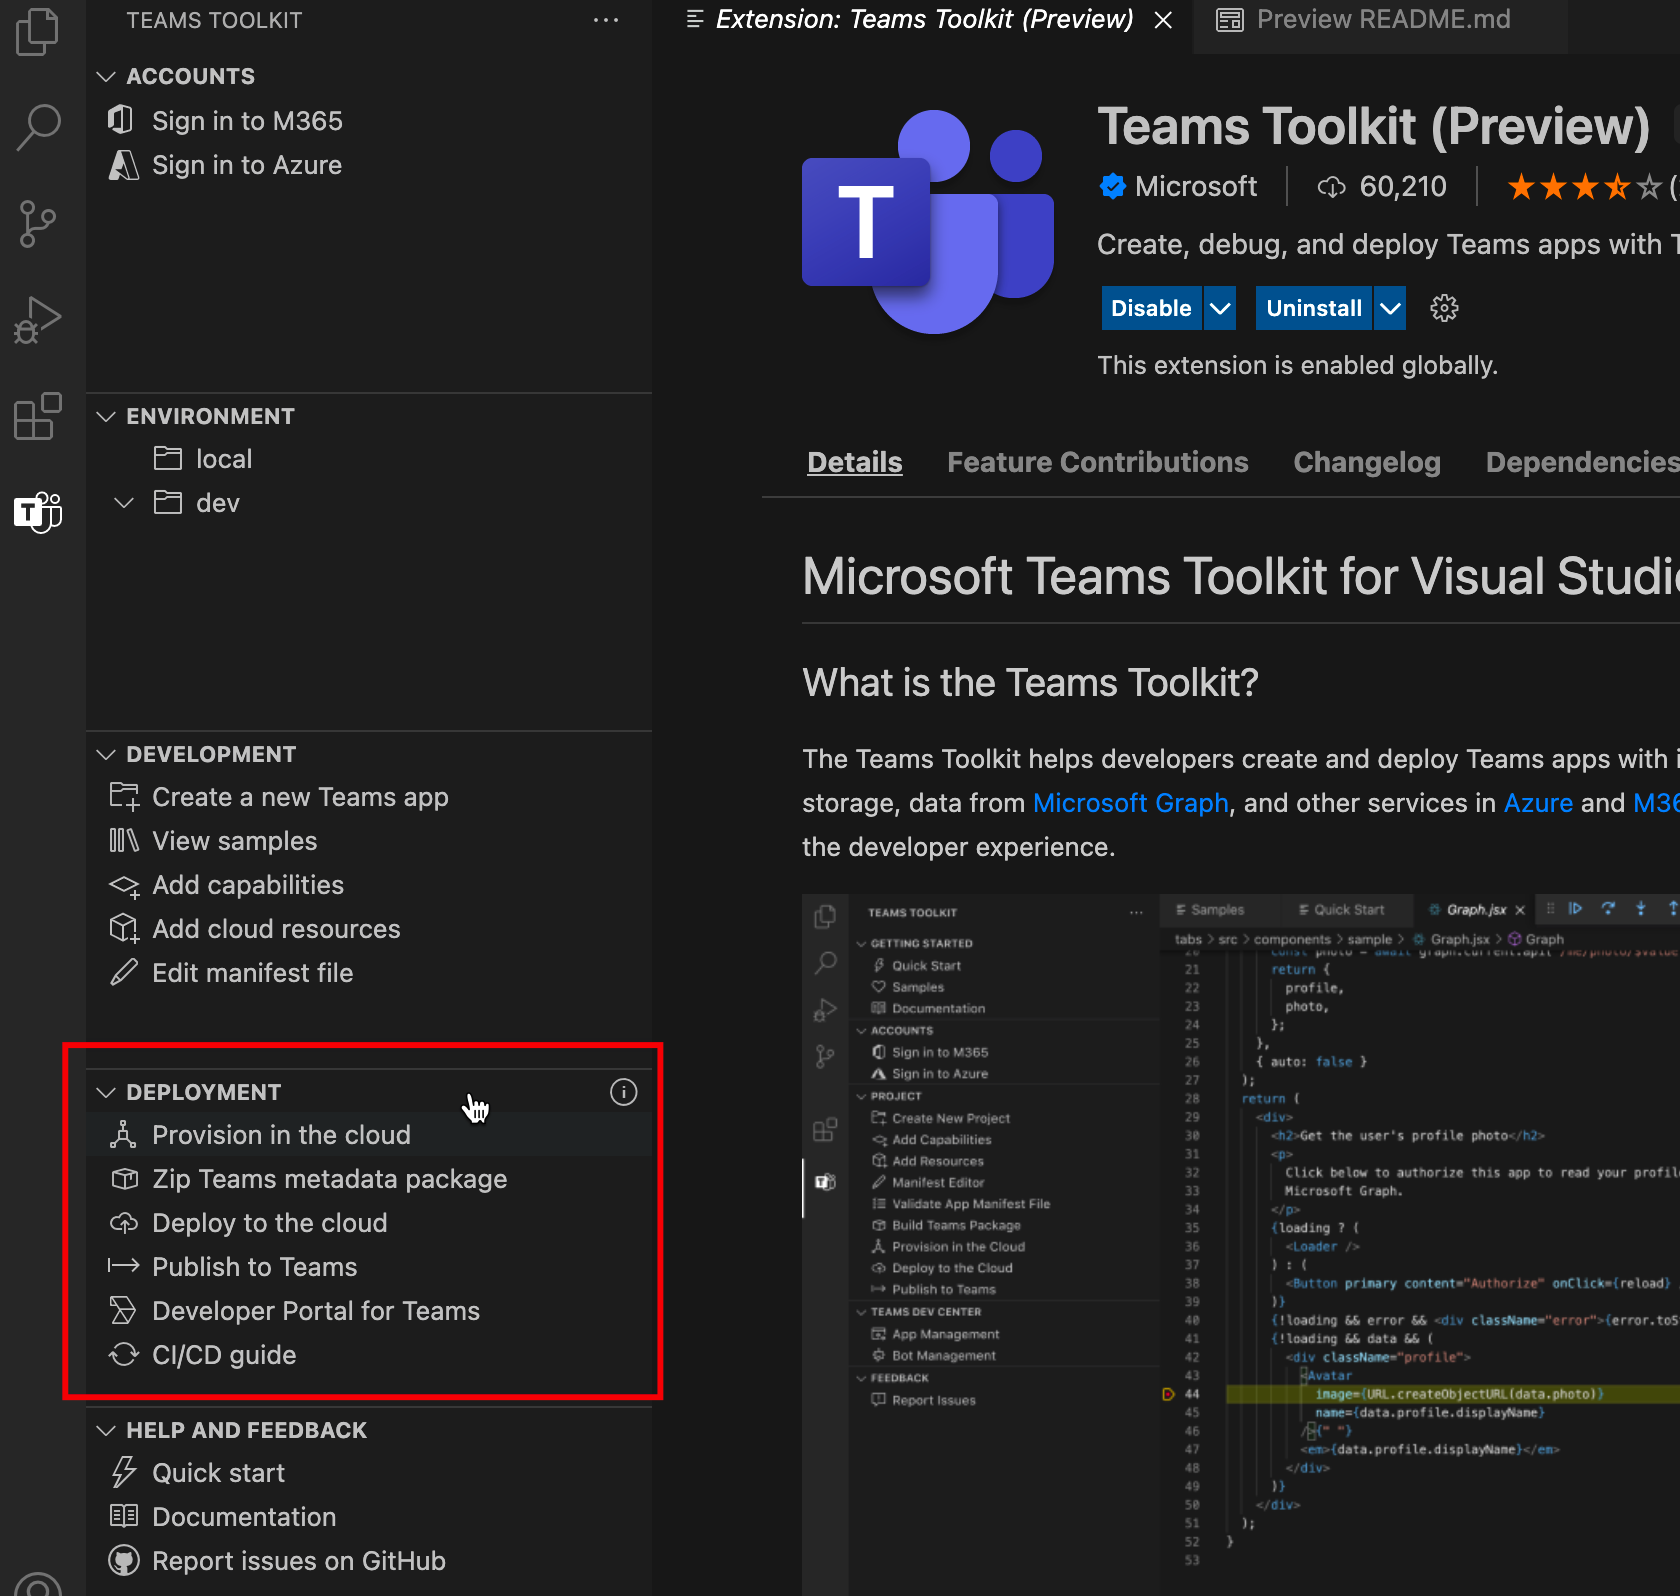 TEAMS TOOLKIT
ACCOUNTS
Sign in to M365
Sign in to Azure
ENVIRONMENT
local
dev
DEVELOPMENT
Create a new Teams app
View samples
Add capabilities
Add cloud resources
Edit manifest file
DEPLOYMENT
Provision in the cloud
Zip Teams metadata package
Deploy to the cloud
Publish to Teams
Developer Portal for Teams
CI/CD guide
HELP AND FEEDBACK
Quick start
Documentation
Report issues on GitHub
Extension: Teams Toolkit (Preview)
Preview README.md
T
Teams Toolkit (Preview)
Microsoft 60,210
Create, debug, and deploy Teams apps with
Disable Uninstall
This extension is enabled globally.
Details Feature Contributions Changelog Dependencies
Microsoft Teams Toolkit for Visual Studio
What is the Teams Toolkit?
The Teams Toolkit helps developers create and deploy Teams apps with
storage, data from Microsoft Graph, and other services in Azure and M36
the developer experience.
TEAMS TOOLKIT
GETTING STARTED
Quick Start
Samples
Documentation
ACCOUNTS
Sign in to M365
Sign in to Azure
PROJECT
Create New Project
Add Capabilities
Add Resources
Manifest Editor
Validate App Manifest File
Build Teams Package
Provision in the Cloud
Deploy to the Cloud
Publish to Teams
TEAMS DEV CENTER
App Management
Bot Management
FEEDBACK
Report Issues
Samples Quick Start Graph.jsx
tabs > src > components > sample > Graph.jsx > Graph
21 return {
22 profile,
23 photo,
24 };
25 },
26 { auto: false }
27 );
28 return (
29 <div>
30 <h2>Get the user's profile photo</h2>
31 <p>
32 Click below to authorize this app to read your profile
33 Microsoft Graph.
34 </p>
35 {loading ? (
36 <Loader />
37 ) : (
38 <Button primary content="Authorize" onClick={reload}
39 )}
40 {!loading && error && <div className="error">{error.toS
41 {!loading && data && (
42 <div className="profile">
43 <Avatar
44 image={URL.createObjectURL(data.photo)}
45 name={data.profile.displayName}
46 />{" "}
47 <em>{data.profile.displayName}</em>
48 </div>
49 )}
50 </div>
51 );
52 }
53